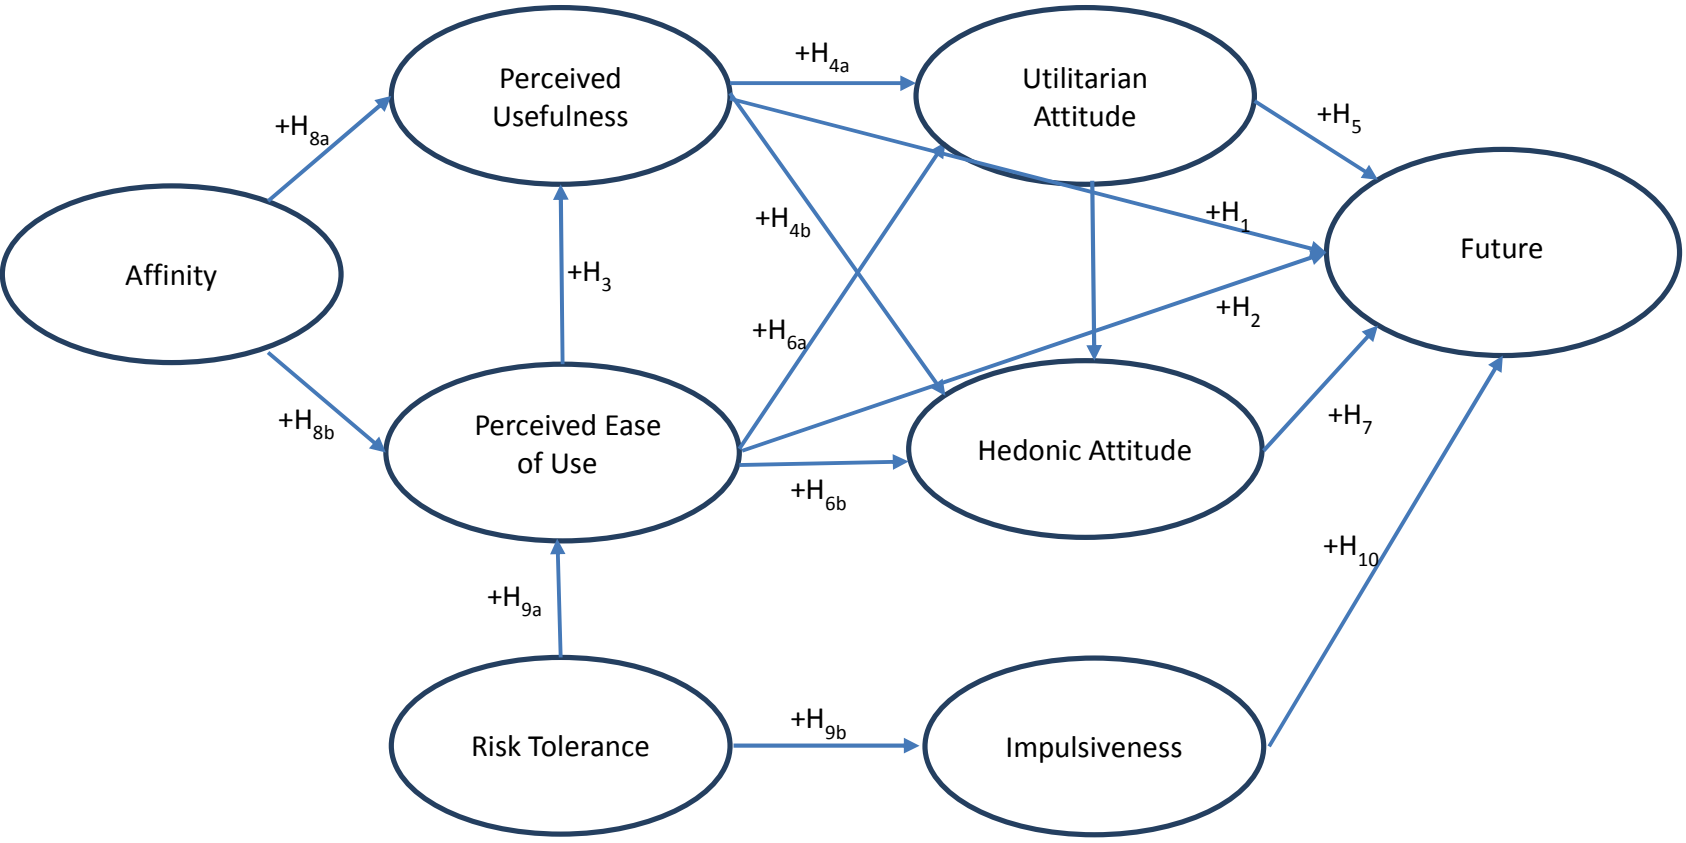 +H4a
Perceived
Usefulness
Utilitarian
Attitude
+H5
+H8a
+H4b
+H1
Affinity
+H3
Future
+H6a
+H2
+H8b
Perceived Ease
of Use
Hedonic Attitude
+H7
+H6b
+H9a
+H10
Risk Tolerance
+H9b
Impulsiveness